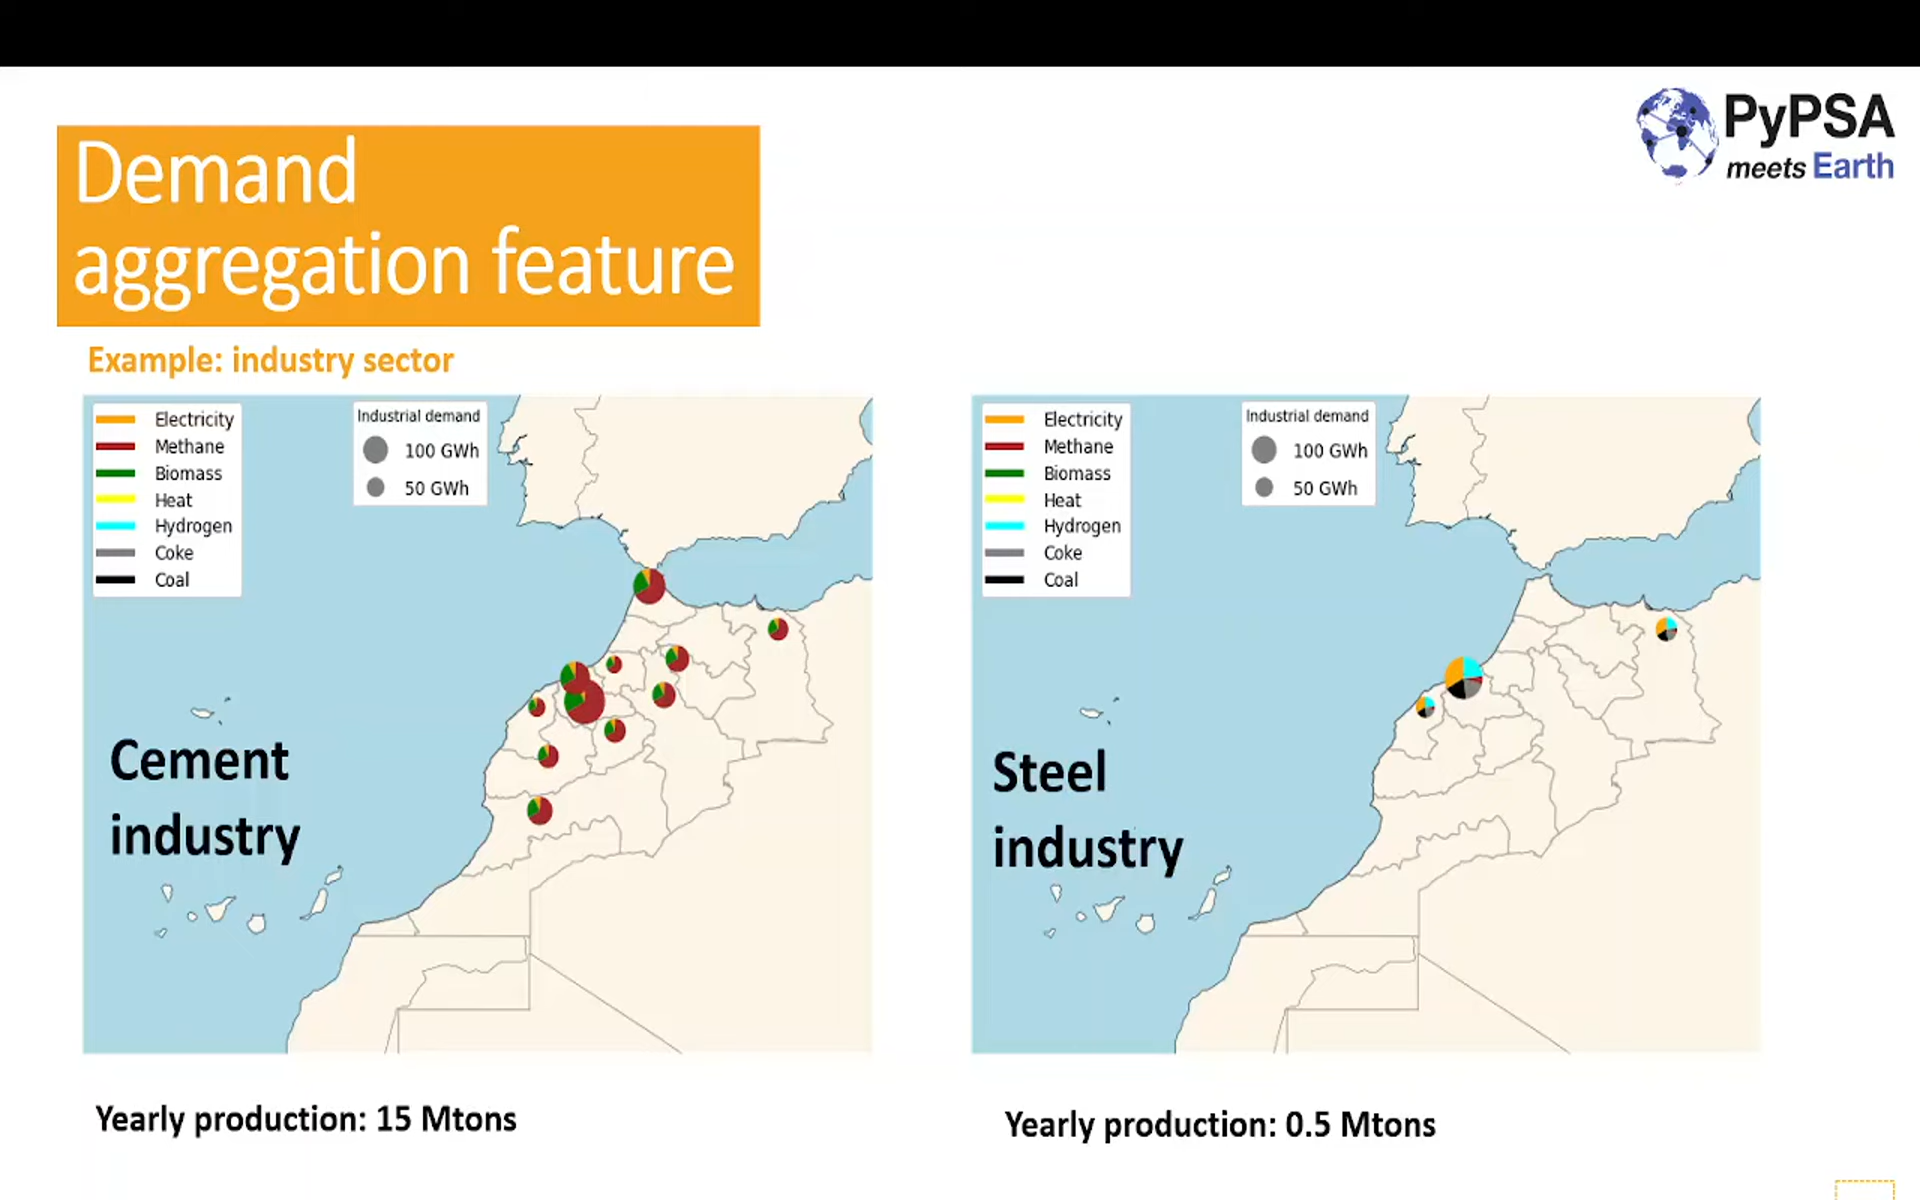 PyPSA
meets Earth
Demand
aggregation feature
Example: industry sector
Electricity
Methane
Biomass
Heat
Hydrogen
Coke
Coal
Industrial demand
100 GWh
50 GWh
Cement
industry
Yearly production: 15 Mtons
Electricity
Methane
Biomass
Heat
Hydrogen
Coke
Coal
Industrial demand
100 GWh
50 GWh
Steel
industry
Yearly production: 0.5 Mtons